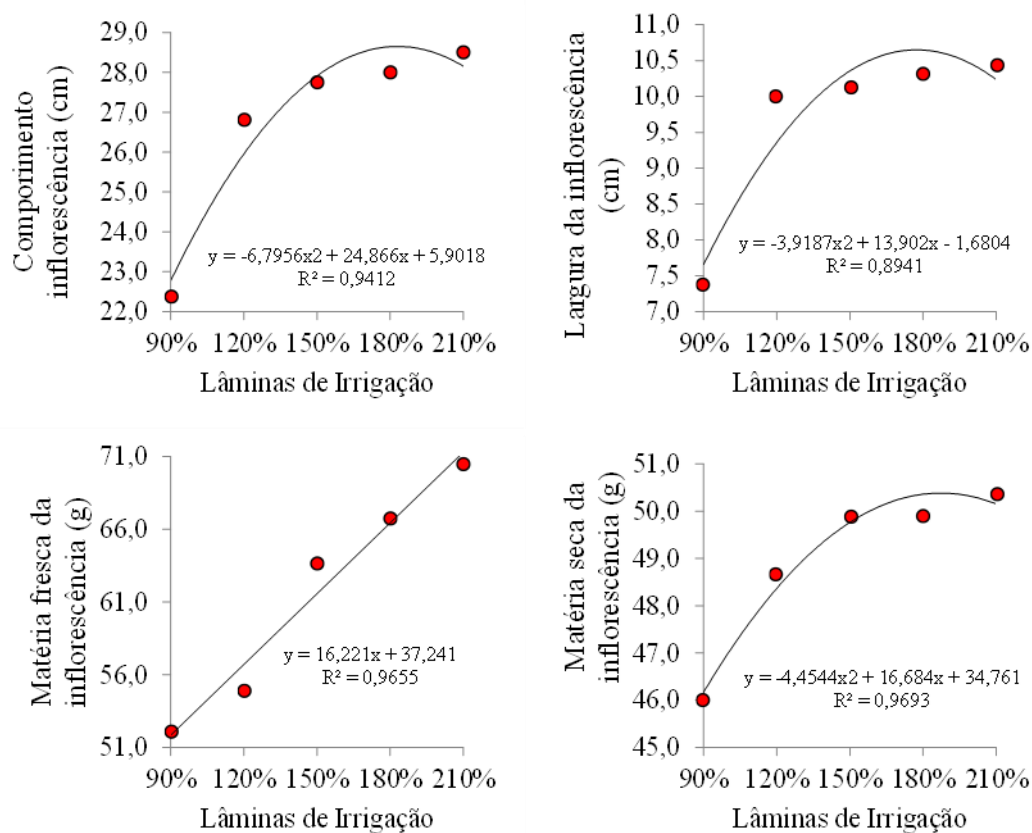 Comporimento
inflorescência (cm)
29,0
28,0
27,0
26,0
25,0
24,0
23,0
22,0
y = -6,7956x2 + 24,866x + 5,9018
R² = 0,9412
90% 120% 150% 180% 210%
Lâminas de Irrigação
Largura da inflorescência
(cm)
11,0
10,5
10,0
9,5
9,0
8,5
8,0
7,5
7,0
y = -3,9187x2 + 13,902x - 1,6804
R² = 0,8941
90% 120% 150% 180% 210%
Lâminas de Irrigação
Matéria fresca da
inflorescência (g)
71,0
66,0
61,0
56,0
51,0
y = 16,221x + 37,241
R² = 0,9655
90% 120% 150% 180% 210%
Lâminas de Irrigação
Matéria seca da
inflorescência (g)
51,0
50,0
49,0
48,0
47,0
46,0
45,0
y = -4,4544x2 + 16,684x + 34,761
R² = 0,9693
90% 120% 150% 180% 210%
Lâminas de Irrigação